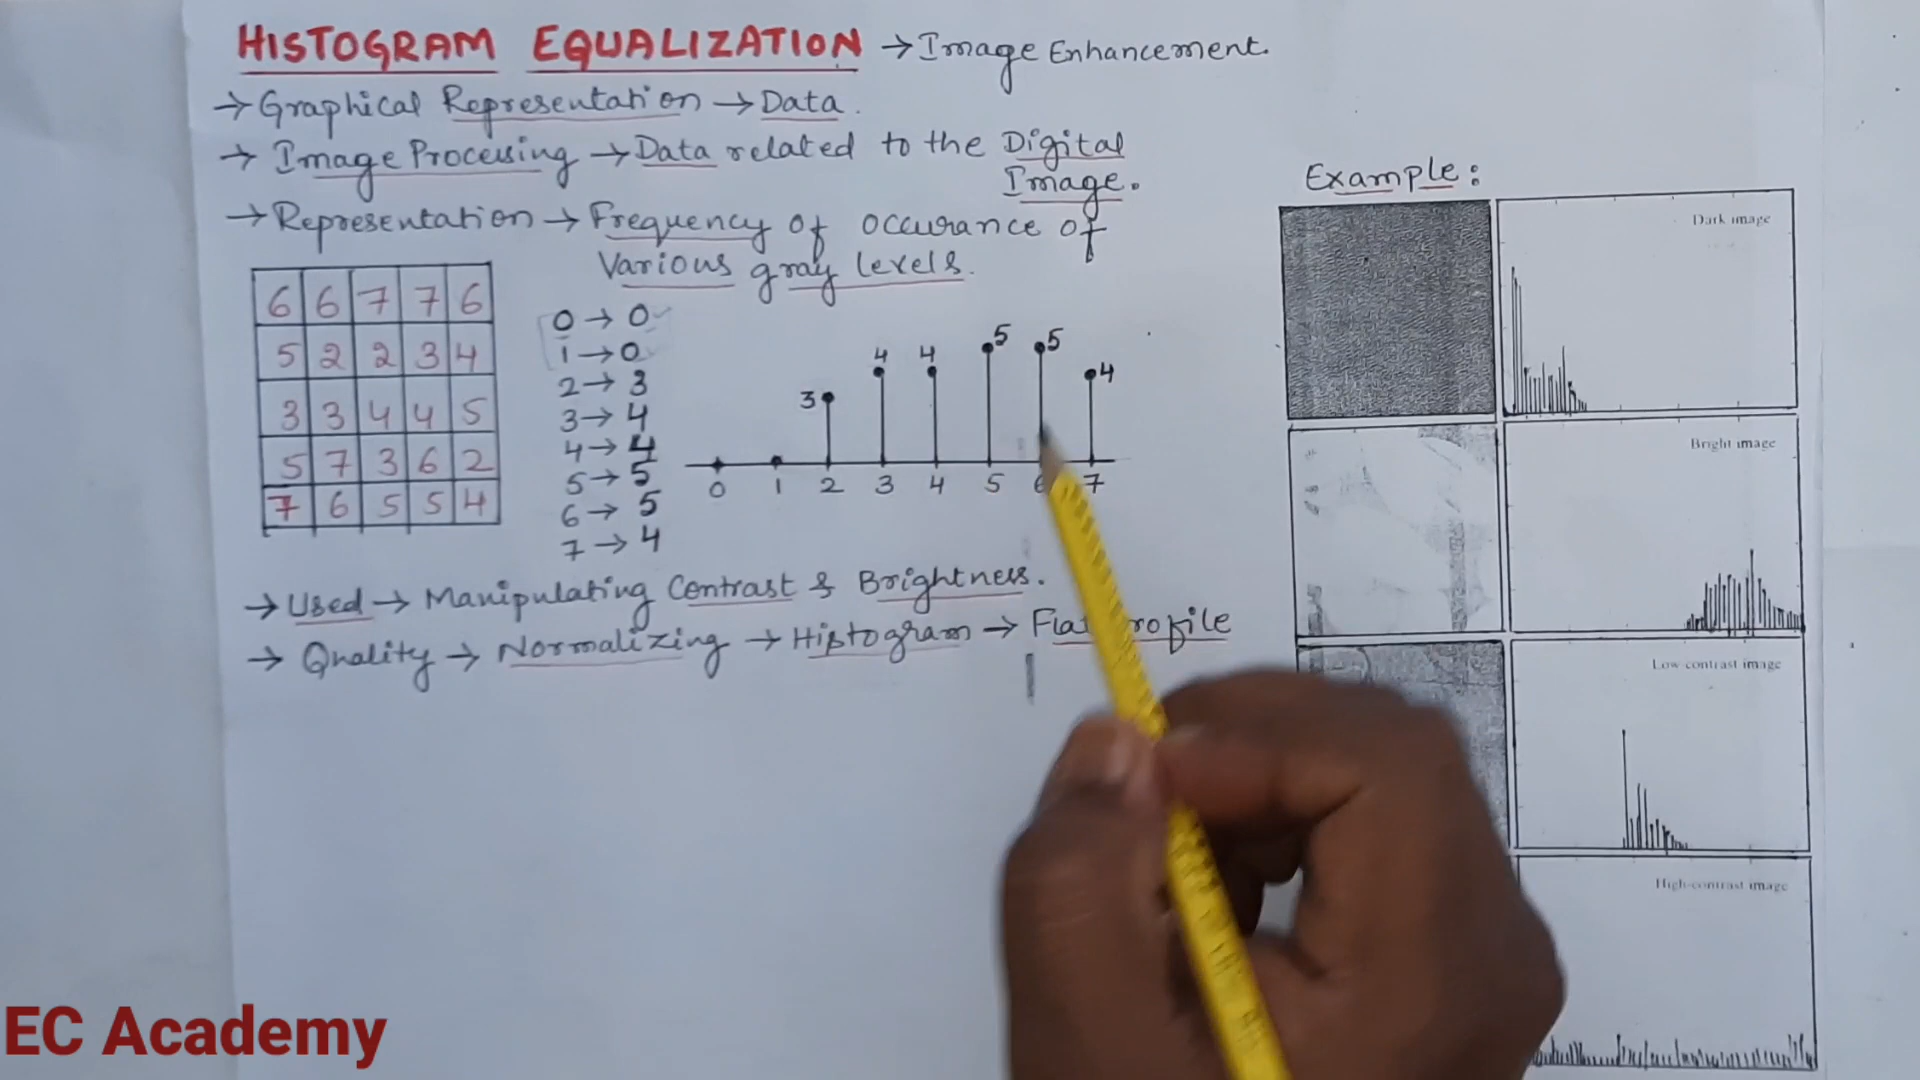 HISTOGRAM EQUALIZATION → Image Enhancement.
→ Graphical Representation → Data.
→ Image Processing → Data related to the Digital
Image.
→ Representation → Frequency of occurance of
Various gray levels.
6 6 7 7 6
5 2 2 3 4
3 3 4 4 5
5 7 3 6 2
7 6 5 5 4
0 → 0
1 → 0
2 → 3
3 → 4
4 → 4
5 → 5
6 → 5
7 → 4
3 4 4 5 5 4
0 1 2 3 4 5 6 7
→ Used → Manipulating Contrast & Brightness.
→ Quality → Normalizing → Histogram → Flat profile
Example:
Dark image
Bright image
Low contrast image
High-contrast image
EC Academy